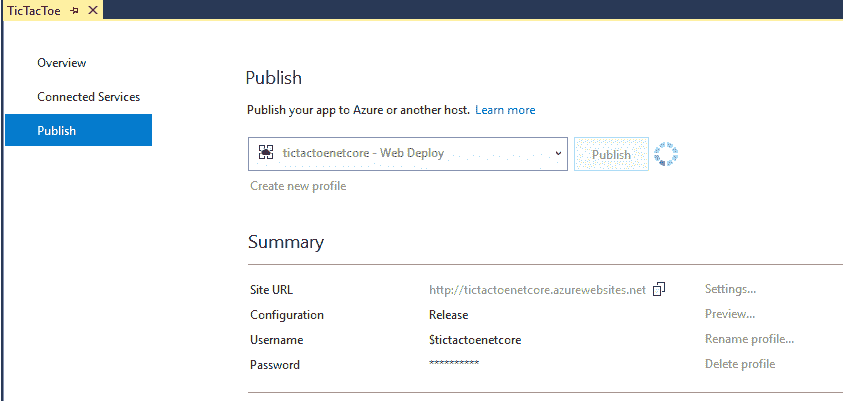 TicTacToe
Overview
Connected Services
Publish
Publish
Publish your app to Azure or another host. Learn more
tictactoenetcore - Web Deploy
Publish
Create new profile
Summary
Site URL http://tictactoenetcore.azurewebsites.net Settings...
Configuration Release Preview...
Username $tictactoenetcore Rename profile...
Password ********** Delete profile